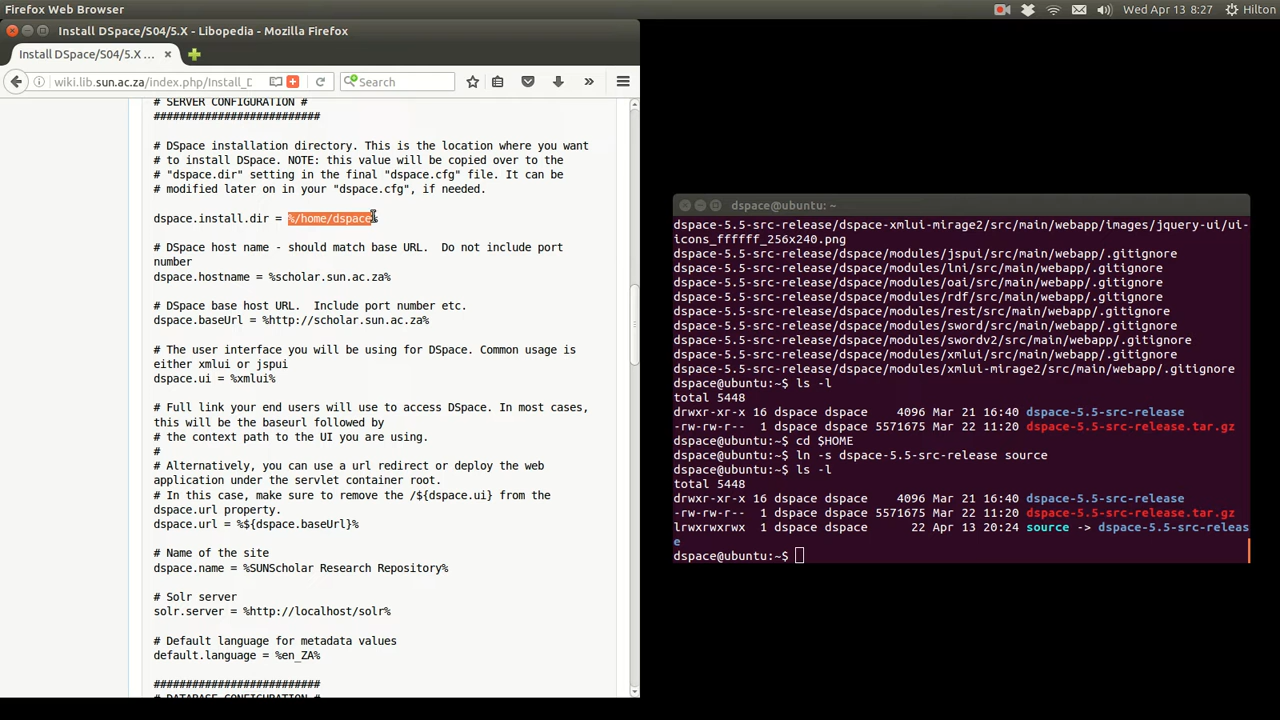 Firefox Web Browser
Wed Apr 13 8:27 Hilton
Install DSpace/S04/5.X - Libopedia - Mozilla Firefox
Install DSpace/S04/5.X ...
wiki.lib.sun.ac.za/index.php/Install_D
Search
# SERVER CONFIGURATION #
##########################
# DSpace installation directory. This is the location where you want
# to install DSpace. NOTE: this value will be copied over to the
# "dspace.dir" setting in the final "dspace.cfg" file. It can be
# modified later on in your "dspace.cfg", if needed.
dspace.install.dir = %/home/dspace%
# DSpace host name - should match base URL.  Do not include port
number
dspace.hostname = %scholar.sun.ac.za%
# DSpace base host URL.  Include port number etc.
dspace.baseUrl = %http://scholar.sun.ac.za%
# The user interface you will be using for DSpace. Common usage is
either xmlui or jspui
dspace.ui = %xmlui%
# Full link your end users will use to access DSpace. In most cases,
this will be the baseurl followed by
# the context path to the UI you are using.
#
# Alternatively, you can use a url redirect or deploy the web
application under the servlet container root.
# In this case, make sure to remove the /${dspace.ui} from the
dspace.url property.
dspace.url = %${dspace.baseUrl}%
# Name of the site
dspace.name = %SUNScholar Research Repository%
# Solr server
solr.server = %http://localhost/solr%
# Default language for metadata values
default.language = %en_ZA%
##########################
# DATABASE CONFIGURATION #
dspace@ubuntu: ~
dspace-5.5-src-release/dspace-xmlui-mirage2/src/main/webapp/images/jquery-ui/ui-
icons_ffffff_256x240.png
dspace-5.5-src-release/dspace/modules/jspui/src/main/webapp/.gitignore
dspace-5.5-src-release/dspace/modules/lni/src/main/webapp/.gitignore
dspace-5.5-src-release/dspace/modules/oai/src/main/webapp/.gitignore
dspace-5.5-src-release/dspace/modules/rdf/src/main/webapp/.gitignore
dspace-5.5-src-release/dspace/modules/rest/src/main/webapp/.gitignore
dspace-5.5-src-release/dspace/modules/sword/src/main/webapp/.gitignore
dspace-5.5-src-release/dspace/modules/swordv2/src/main/webapp/.gitignore
dspace-5.5-src-release/dspace/modules/xmlui/src/main/webapp/.gitignore
dspace-5.5-src-release/dspace/modules/xmlui-mirage2/src/main/webapp/.gitignore
dspace@ubuntu:~$ ls -l
total 5448
drwxr-xr-x 16 dspace dspace    4096 Mar 21 16:40 dspace-5.5-src-release
-rw-rw-r--  1 dspace dspace 5571675 Mar 22 11:20 dspace-5.5-src-release.tar.gz
dspace@ubuntu:~$ cd $HOME
dspace@ubuntu:~$ ln -s dspace-5.5-src-release source
dspace@ubuntu:~$ ls -l
total 5448
drwxr-xr-x 16 dspace dspace    4096 Mar 21 16:40 dspace-5.5-src-release
-rw-rw-r--  1 dspace dspace 5571675 Mar 22 11:20 dspace-5.5-src-release.tar.gz
lrwxrwxrwx  1 dspace dspace      22 Apr 13 20:24 source -> dspace-5.5-src-releas
e
dspace@ubuntu:~$